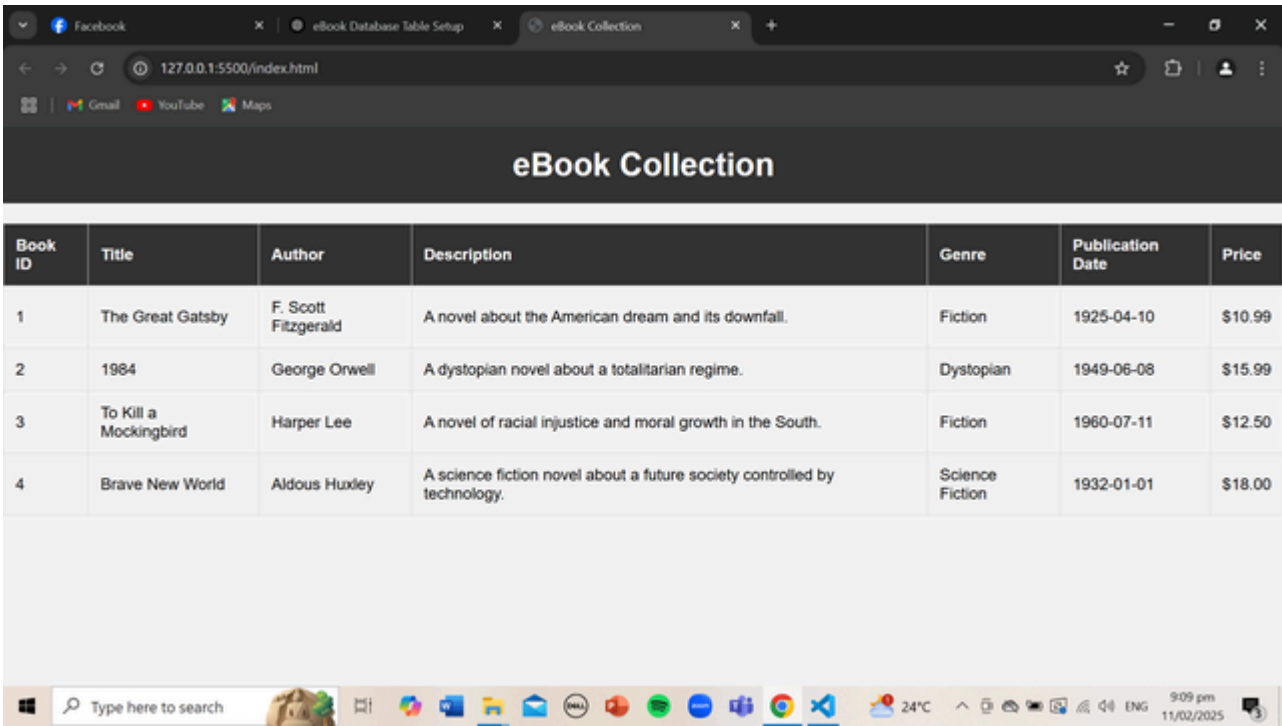 Facebook
eBook Database Table Setup
eBook Collection
127.0.0.1:5500/index.html
Gmail
YouTube
Maps
eBook Collection
Book ID Title Author Description Genre Publication Date Price
1 The Great Gatsby F. Scott Fitzgerald A novel about the American dream and its downfall. Fiction 1925-04-10 $10.99
2 1984 George Orwell A dystopian novel about a totalitarian regime. Dystopian 1949-06-08 $15.99
3 To Kill a Mockingbird Harper Lee A novel of racial injustice and moral growth in the South. Fiction 1960-07-11 $12.50
4 Brave New World Aldous Huxley A science fiction novel about a future society controlled by technology. Science Fiction 1932-01-01 $18.00
Type here to search
DELL
24°C
ENG
9:09 pm
11/02/2025